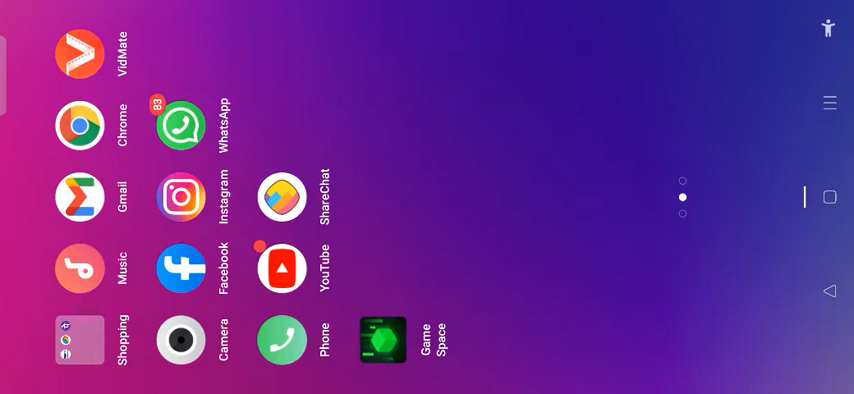 Shopping Music Gmail Chrome VidMate
83
Camera Facebook Instagram WhatsApp
Phone YouTube ShareChat
Game
Space